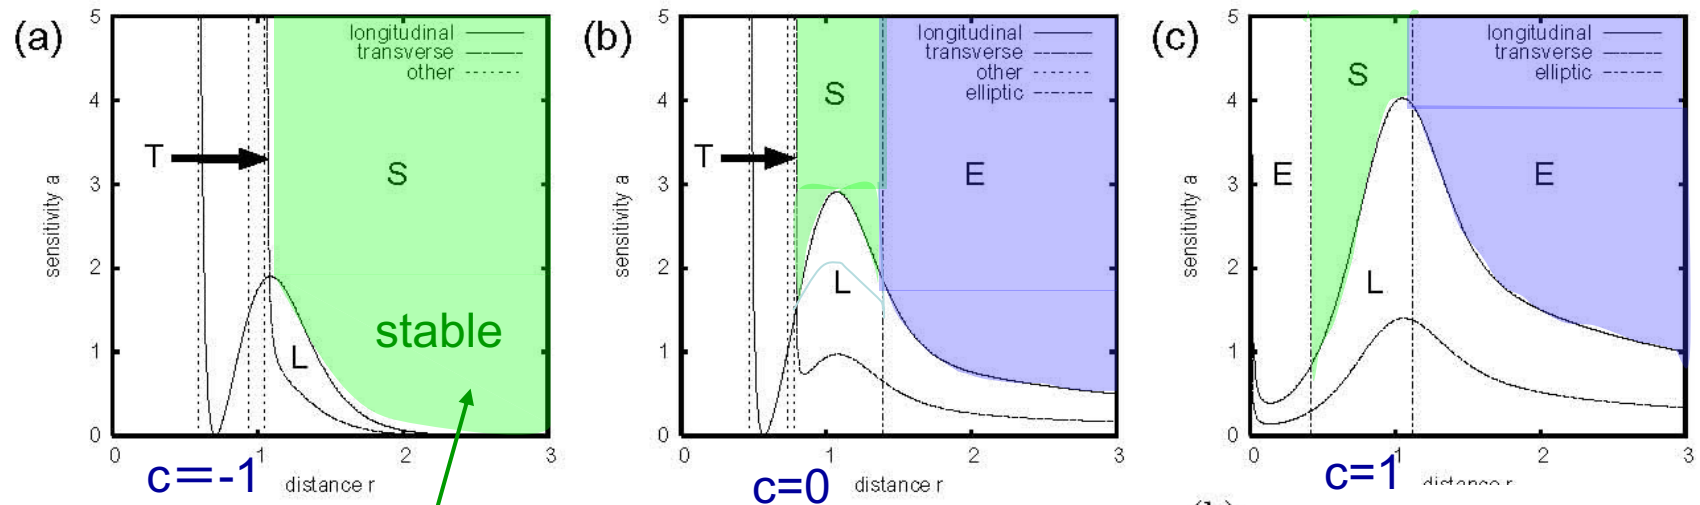 (a)
5
4
3
2
1
0
sensitivity a
longitudinal
transverse
other
T
S
L
stable
0 1 2 3
c=-1
distance r
(b)
5
4
3
2
1
0
sensitivity a
longitudinal
transverse
other
elliptic
S
T
E
L
0 1 2 3
c=0
distance r
(c)
5
4
3
2
1
0
sensitivity a
longitudinal
transverse
elliptic
S
E
E
L
0 1 2 3
c=1